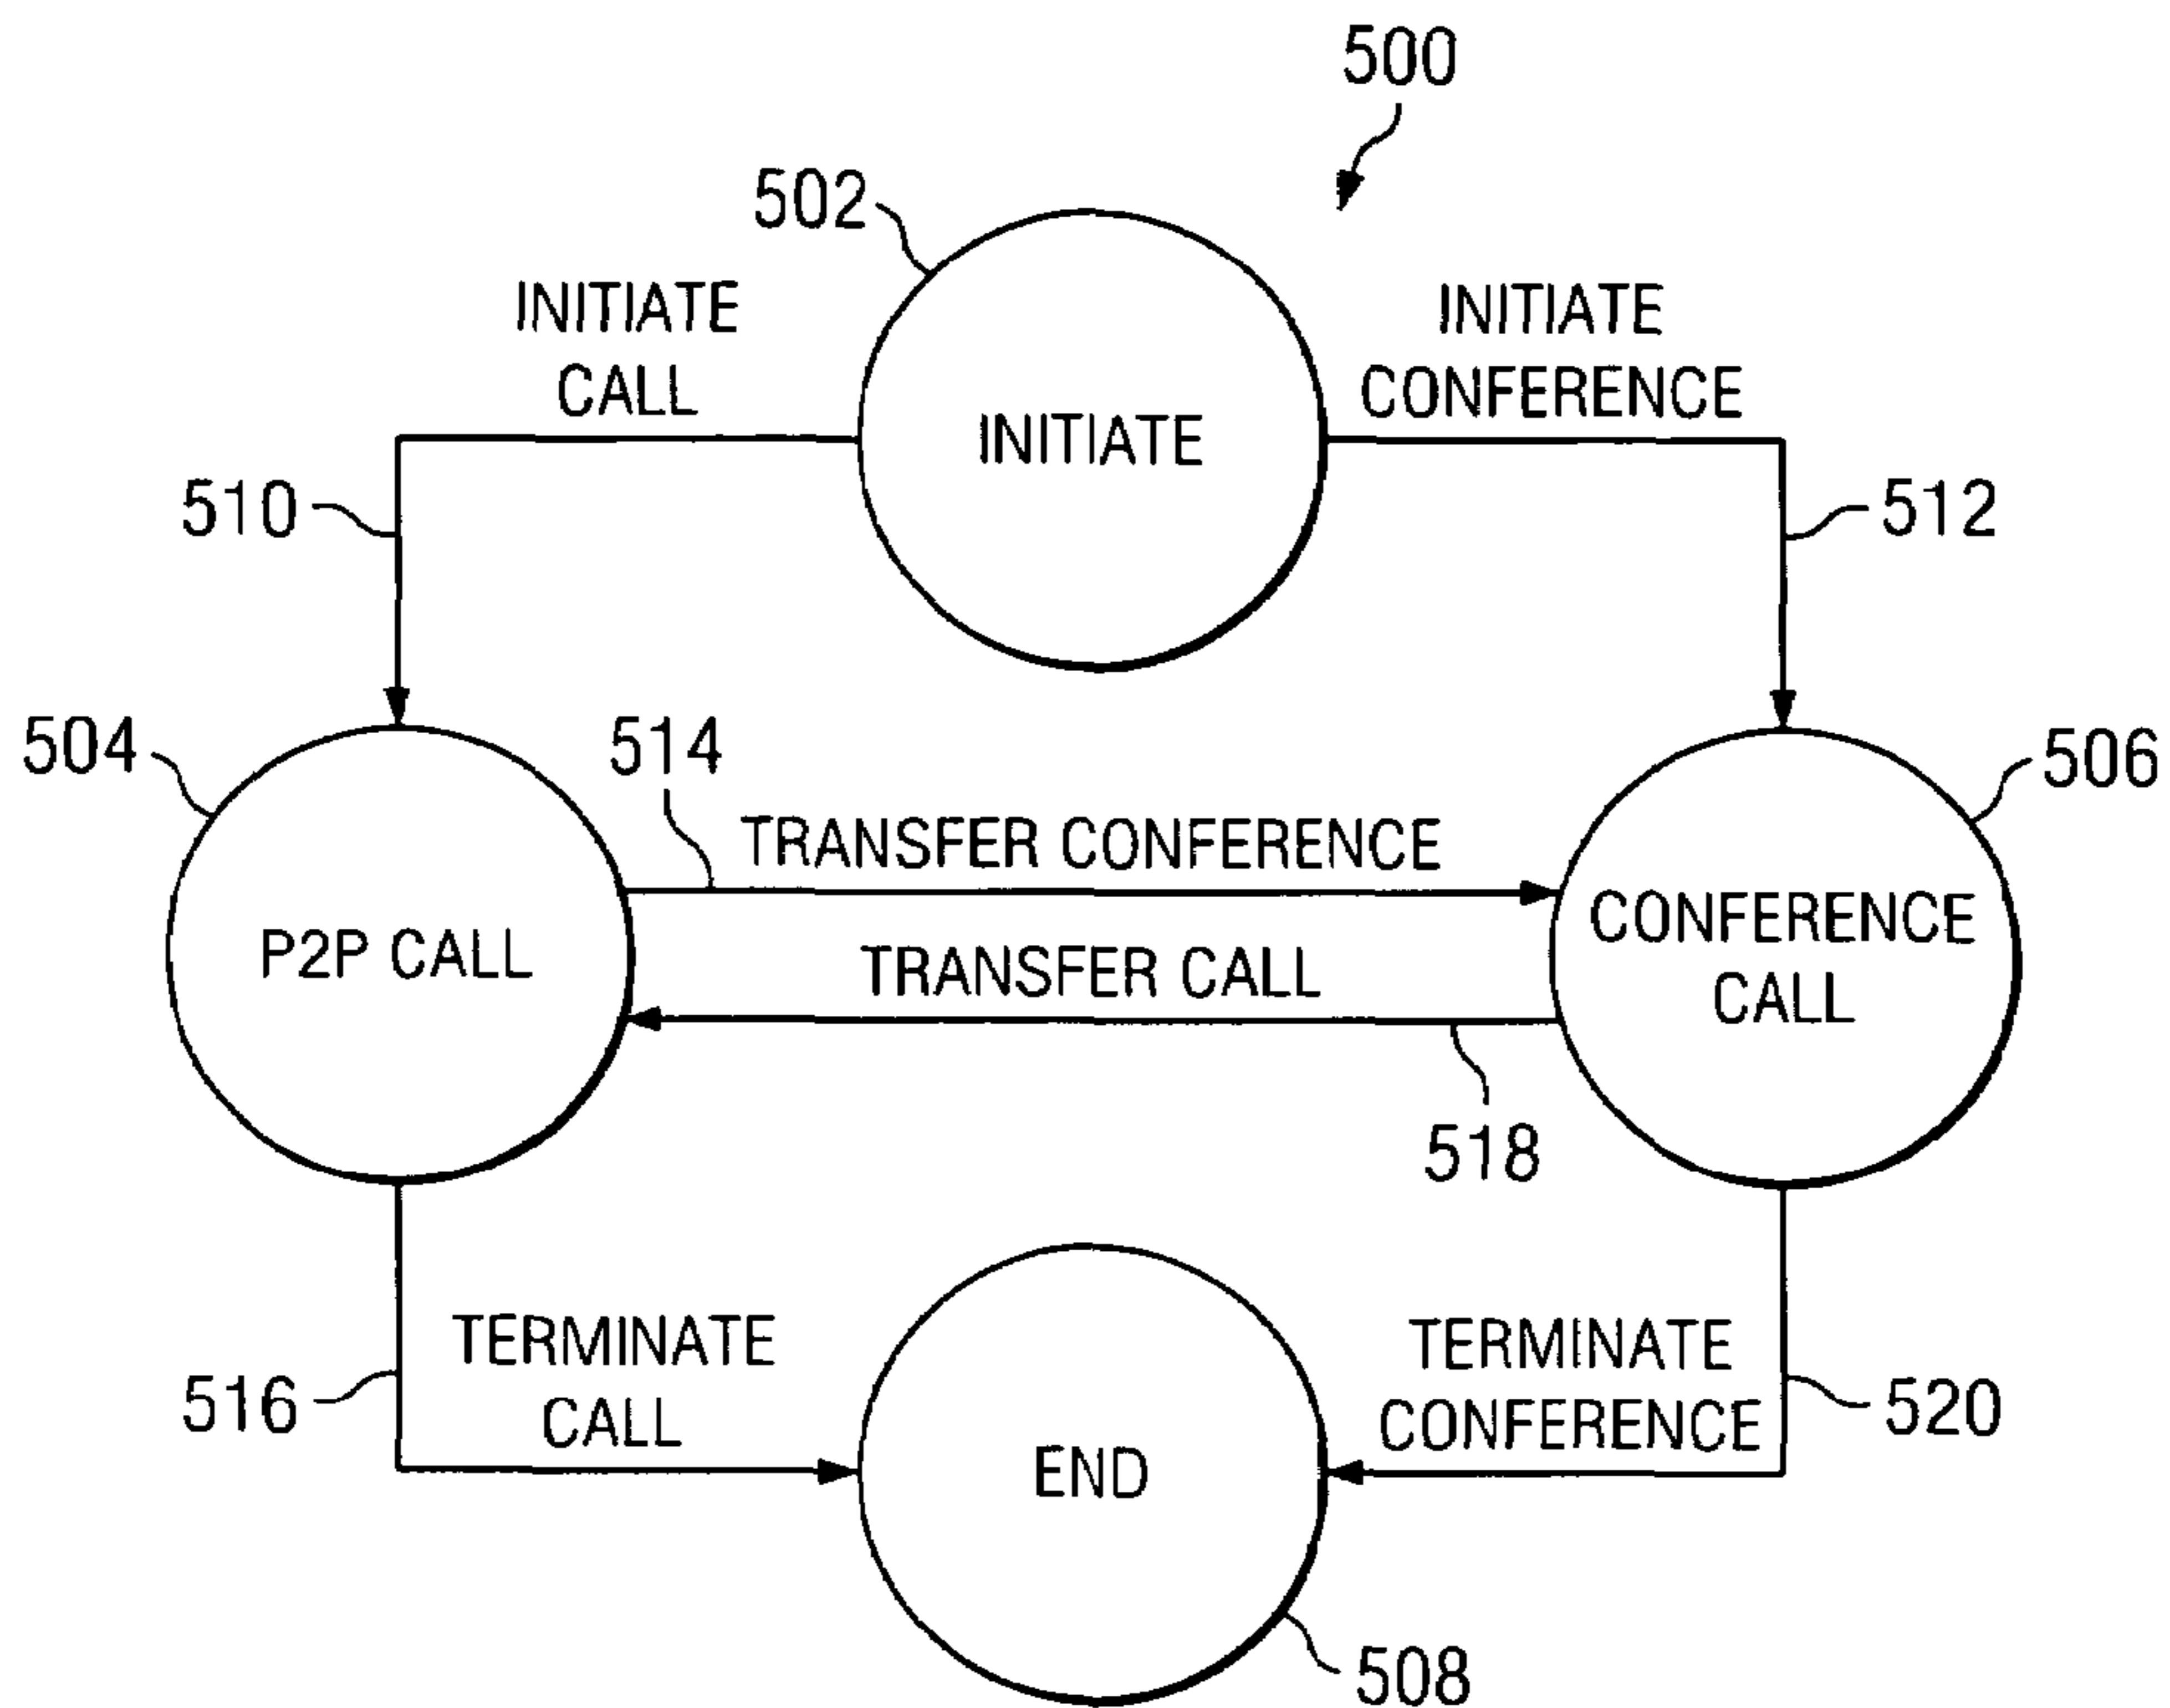 500
502
INITIATE
CALL
INITIATE
CONFERENCE
INITIATE
510
512
504
514
506
TRANSFER CONFERENCE
P2P CALL
CONFERENCE
CALL
TRANSFER CALL
518
TERMINATE
CALL
TERMINATE
CONFERENCE
516
520
END
508